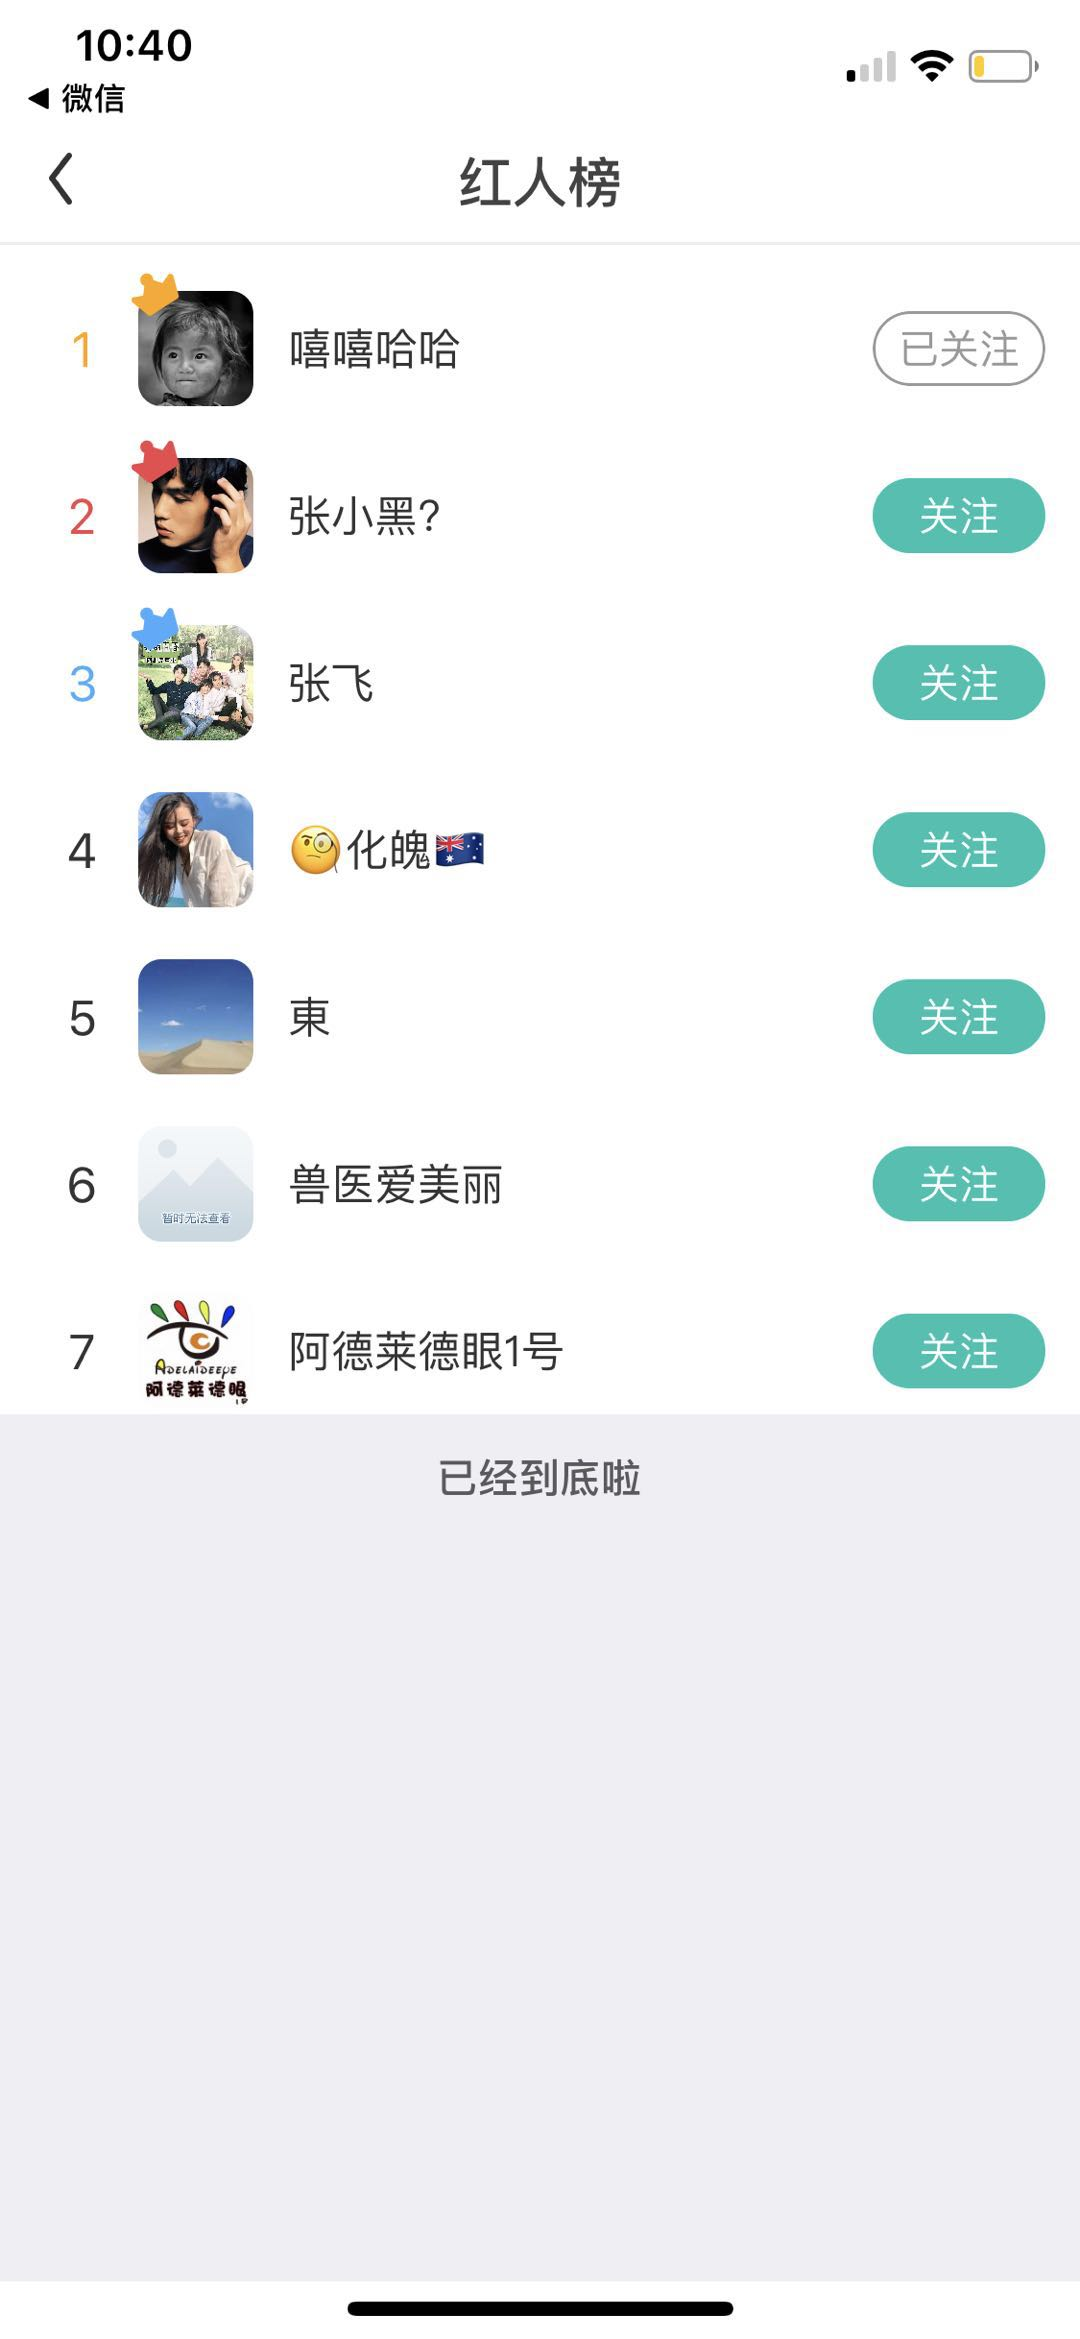 10:40
微信
红人榜
1
嘻嘻哈哈
已关注
2
张小黑?
关注
3
张飞
关注
4
🧐化魄🇦🇺
关注
5
東
关注
6
暂时无法查看
兽医爱美丽
关注
7
ADELAIDEEYE
阿德莱德眼
阿德莱德眼1号
关注
已经到底啦